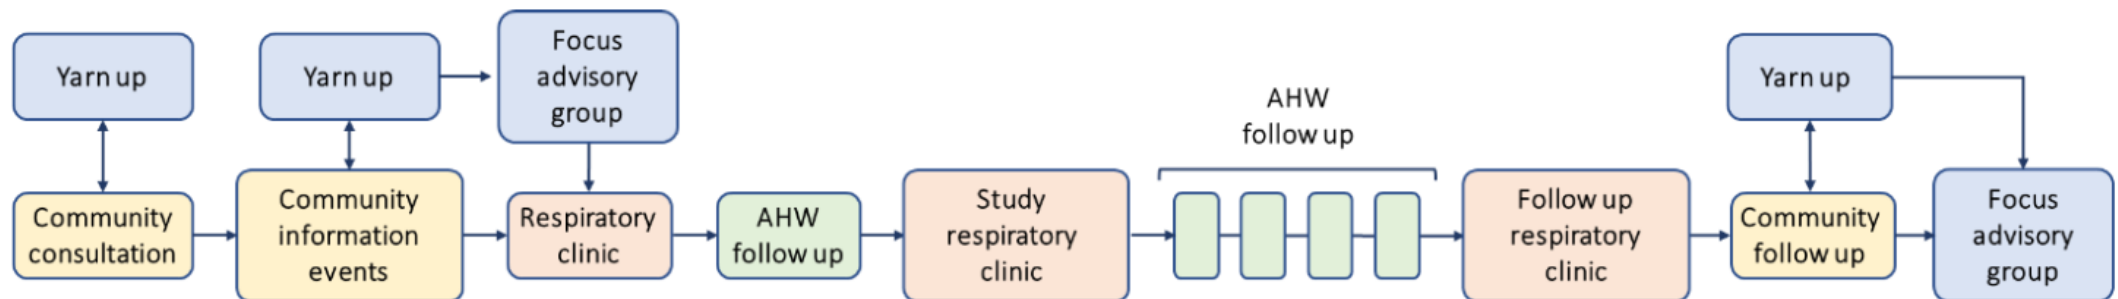 Yarn up
Yarn up
Focus
advisory
group
AHW
follow up
Yarn up
Community
consultation
Community
information
events
Respiratory
clinic
AHW
follow up
Study
respiratory
clinic
Follow up
respiratory
clinic
Community
follow up
Focus
advisory
group